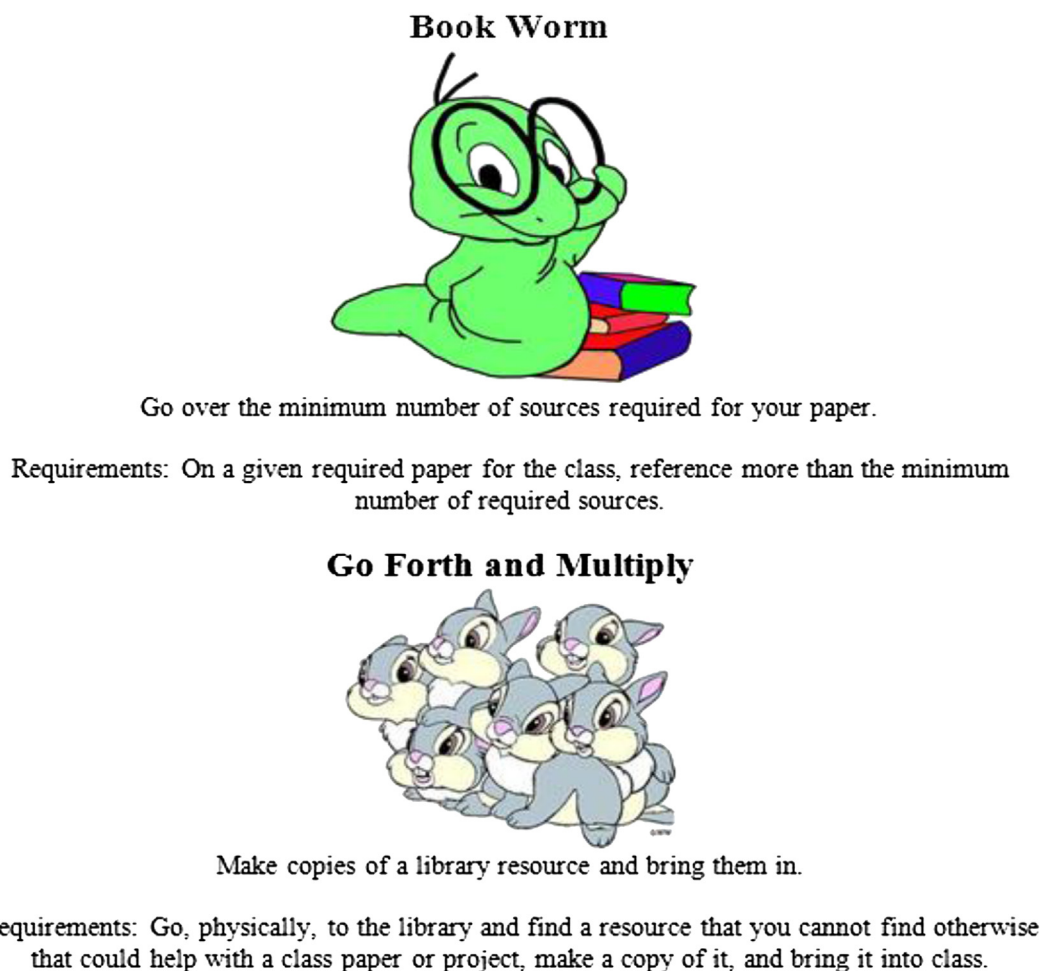 Book Worm
Go over the minimum number of sources required for your paper.
Requirements: On a given required paper for the class, reference more than the minimum
number of required sources.
Go Forth and Multiply
Make copies of a library resource and bring them in.
equirements: Go, physically, to the library and find a resource that you cannot find otherwise
that could help with a class paper or project, make a copy of it, and bring it into class.